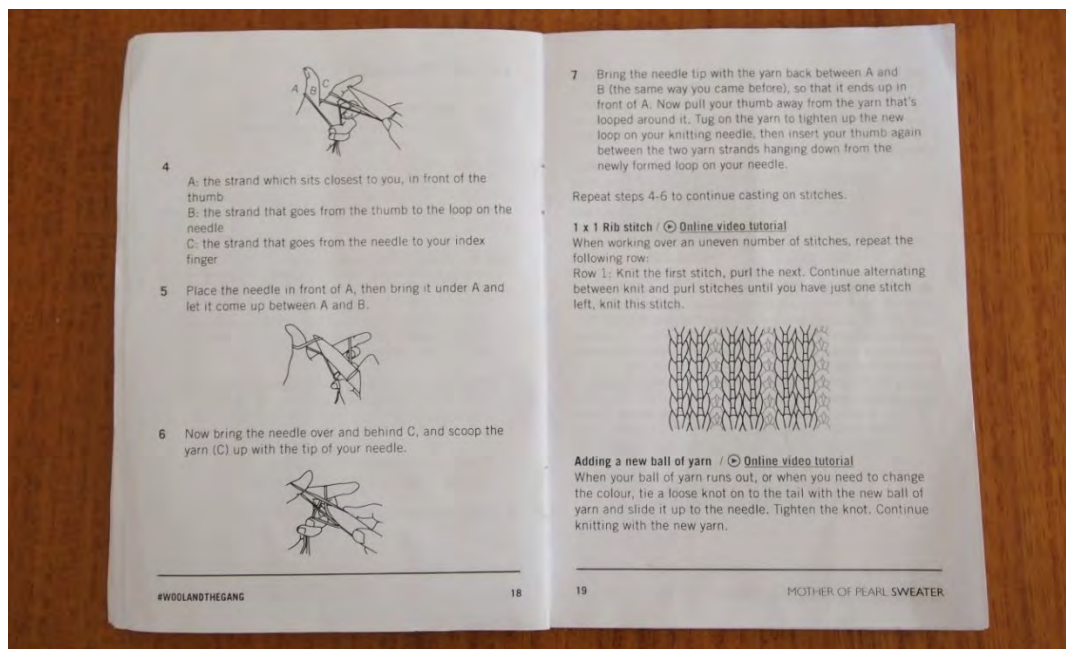 A B C
4
A: the strand which sits closest to you, in front of the
thumb
B: the strand that goes from the thumb to the loop on the
needle
C: the strand that goes from the needle to your index
finger
5 Place the needle in front of A, then bring it under A and
let it come up between A and B.
6 Now bring the needle over and behind C, and scoop the
yarn (C) up with the tip of your needle.
#WOOLANDTHEGANG 18
7 Bring the needle tip with the yarn back between A and
B (the same way you came before), so that it ends up in
front of A. Now pull your thumb away from the yarn that's
looped around it. Tug on the yarn to tighten up the new
loop on your knitting needle, then insert your thumb again
between the two yarn strands hanging down from the
newly formed loop on your needle.
Repeat steps 4-6 to continue casting on stitches.
1 x 1 Rib stitch / Online video tutorial
When working over an uneven number of stitches, repeat the
following row:
Row 1: Knit the first stitch, purl the next. Continue alternating
between knit and purl stitches until you have just one stitch
left, knit this stitch.
Adding a new ball of yarn / Online video tutorial
When your ball of yarn runs out, or when you need to change
the colour, tie a loose knot on to the tail with the new ball of
yarn and slide it up to the needle. Tighten the knot. Continue
knitting with the new yarn.
19 MOTHER OF PEARL SWEATER